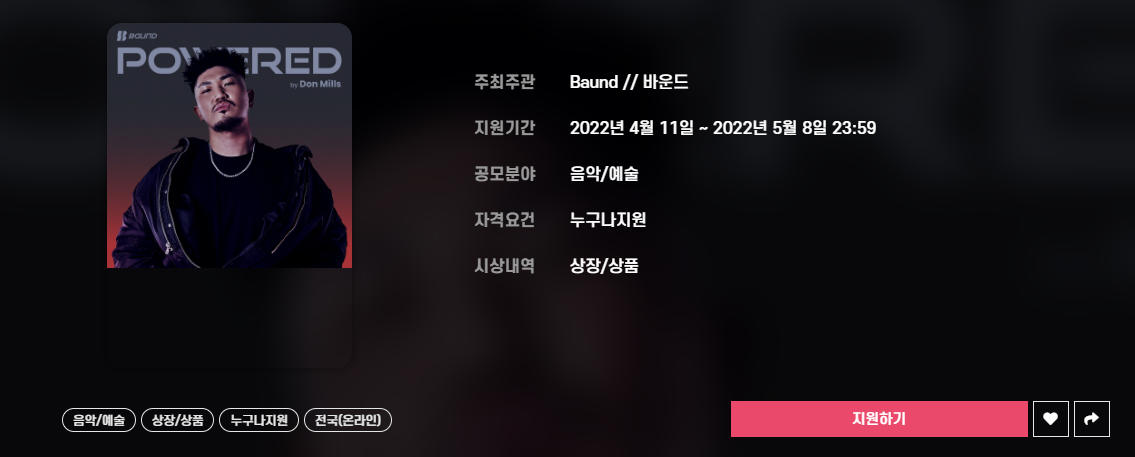 Baund
POWERED
by Don Mills
주최주관 Baund // 바운드
지원기간 2022년 4월 11일 ~ 2022년 5월 8일 23:59
공모분야 음악/예술
자격요건 누구나지원
시상내역 상장/상품
음악/예술 상장/상품 누구나지원 전국(온라인)
지원하기